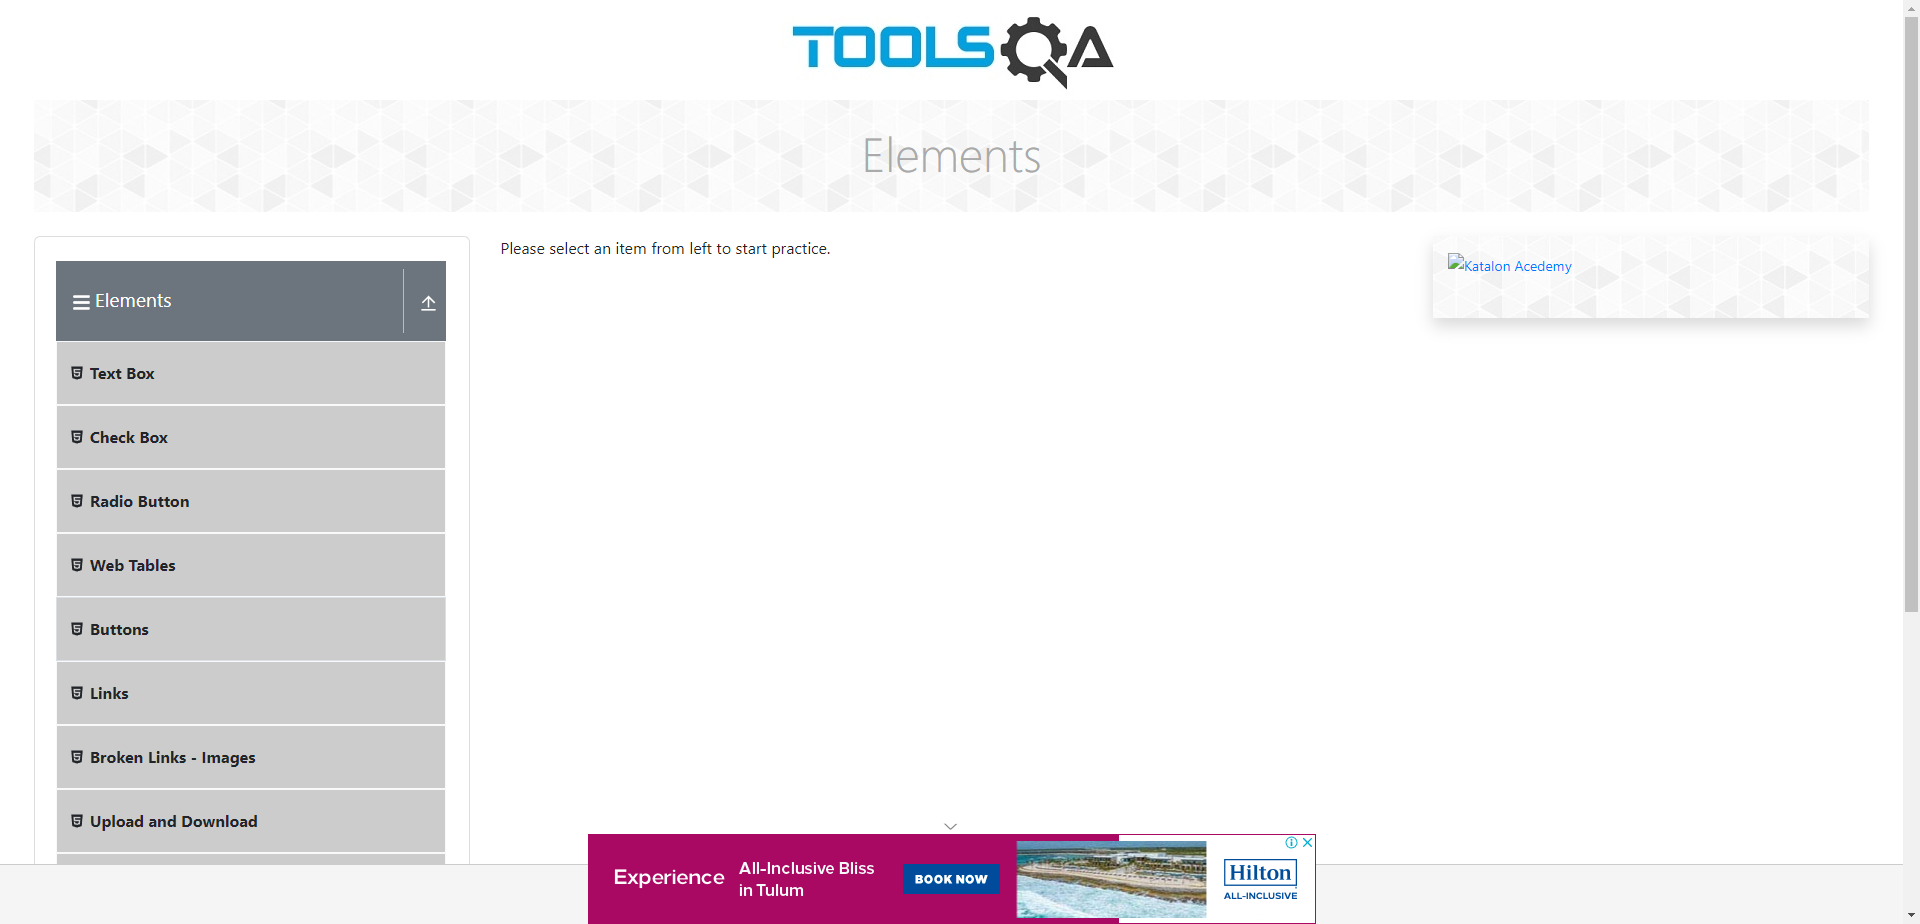 TOOLSQA
Elements
Elements
Text Box
Check Box
Radio Button
Web Tables
Buttons
Links
Broken Links - Images
Upload and Download
Please select an item from left to start practice.
Katalon Acedemy
Experience
All-Inclusive Bliss
in Tulum
BOOK NOW
Hilton
ALL-INCLUSIVE